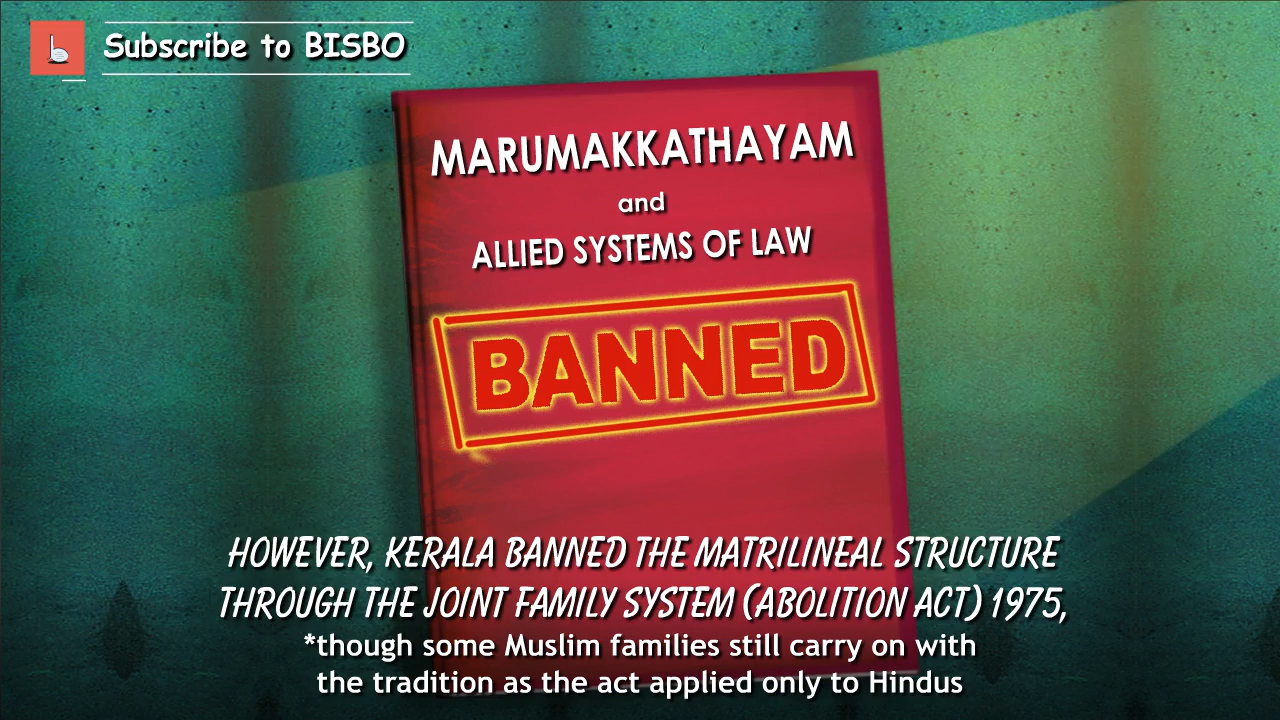 Subscribe to BISBO
MARUMAKKATHAYAM
and
ALLIED SYSTEMS OF LAW
BANNED
HOWEVER, KERALA BANNED THE MATRILINEAL STRUCTURE
THROUGH THE JOINT FAMILY SYSTEM (ABOLITION ACT) 1975,
*though some Muslim families still carry on with
the tradition as the act applied only to Hindus